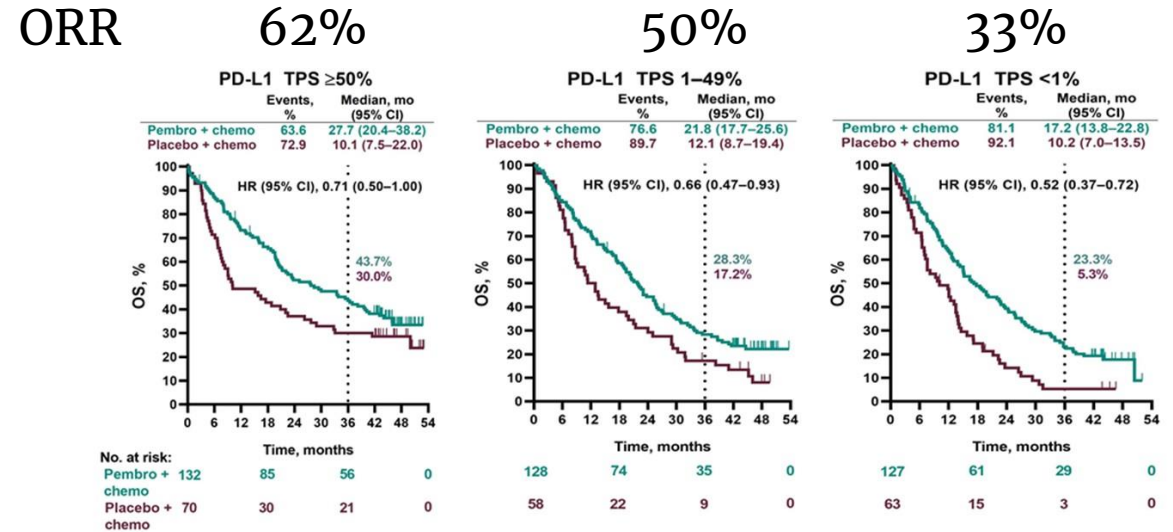 ORR 62% 50% 33%
PD-L1 TPS ≥50%
Events, % Median, mo (95% CI)
Pembro + chemo 63.6 27.7 (20.4–38.2)
Placebo + chemo 72.9 10.1 (7.5–22.0)
HR (95% CI), 0.71 (0.50–1.00)
43.7%
30.0%
OS, %
100
90
80
70
60
50
40
30
20
10
0
0 6 12 18 24 30 36 42 48 54
Time, months
No. at risk:
Pembro + chemo 132 85 56 0
Placebo + chemo 70 30 21 0
PD-L1 TPS 1–49%
Events, % Median, mo (95% CI)
Pembro + chemo 76.6 21.8 (17.7–25.6)
Placebo + chemo 89.7 12.1 (8.7–19.4)
HR (95% CI), 0.66 (0.47–0.93)
28.3%
17.2%
OS, %
100
90
80
70
60
50
40
30
20
10
0
0 6 12 18 24 30 36 42 48 54
Time, months
128 74 35 0
58 22 9 0
PD-L1 TPS <1%
Events, % Median, mo (95% CI)
Pembro + chemo 81.1 17.2 (13.8–22.8)
Placebo + chemo 92.1 10.2 (7.0–13.5)
HR (95% CI), 0.52 (0.37–0.72)
23.3%
5.3%
OS, %
100
90
80
70
60
50
40
30
20
10
0
0 6 12 18 24 30 36 42 48 54
Time, months
127 61 29 0
63 15 3 0